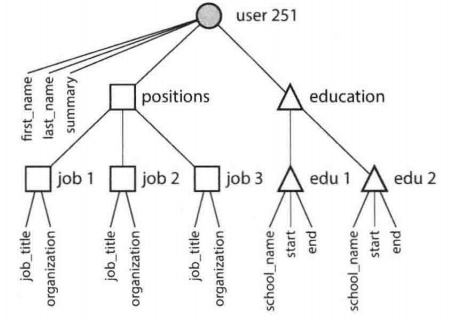 user 251
first_name
last_name
summary
positions
education
job 1
job 2
job 3
edu 1
edu 2
job_title
organization
job_title
organization
job_title
organization
school_name
start
end
school_name
start
end